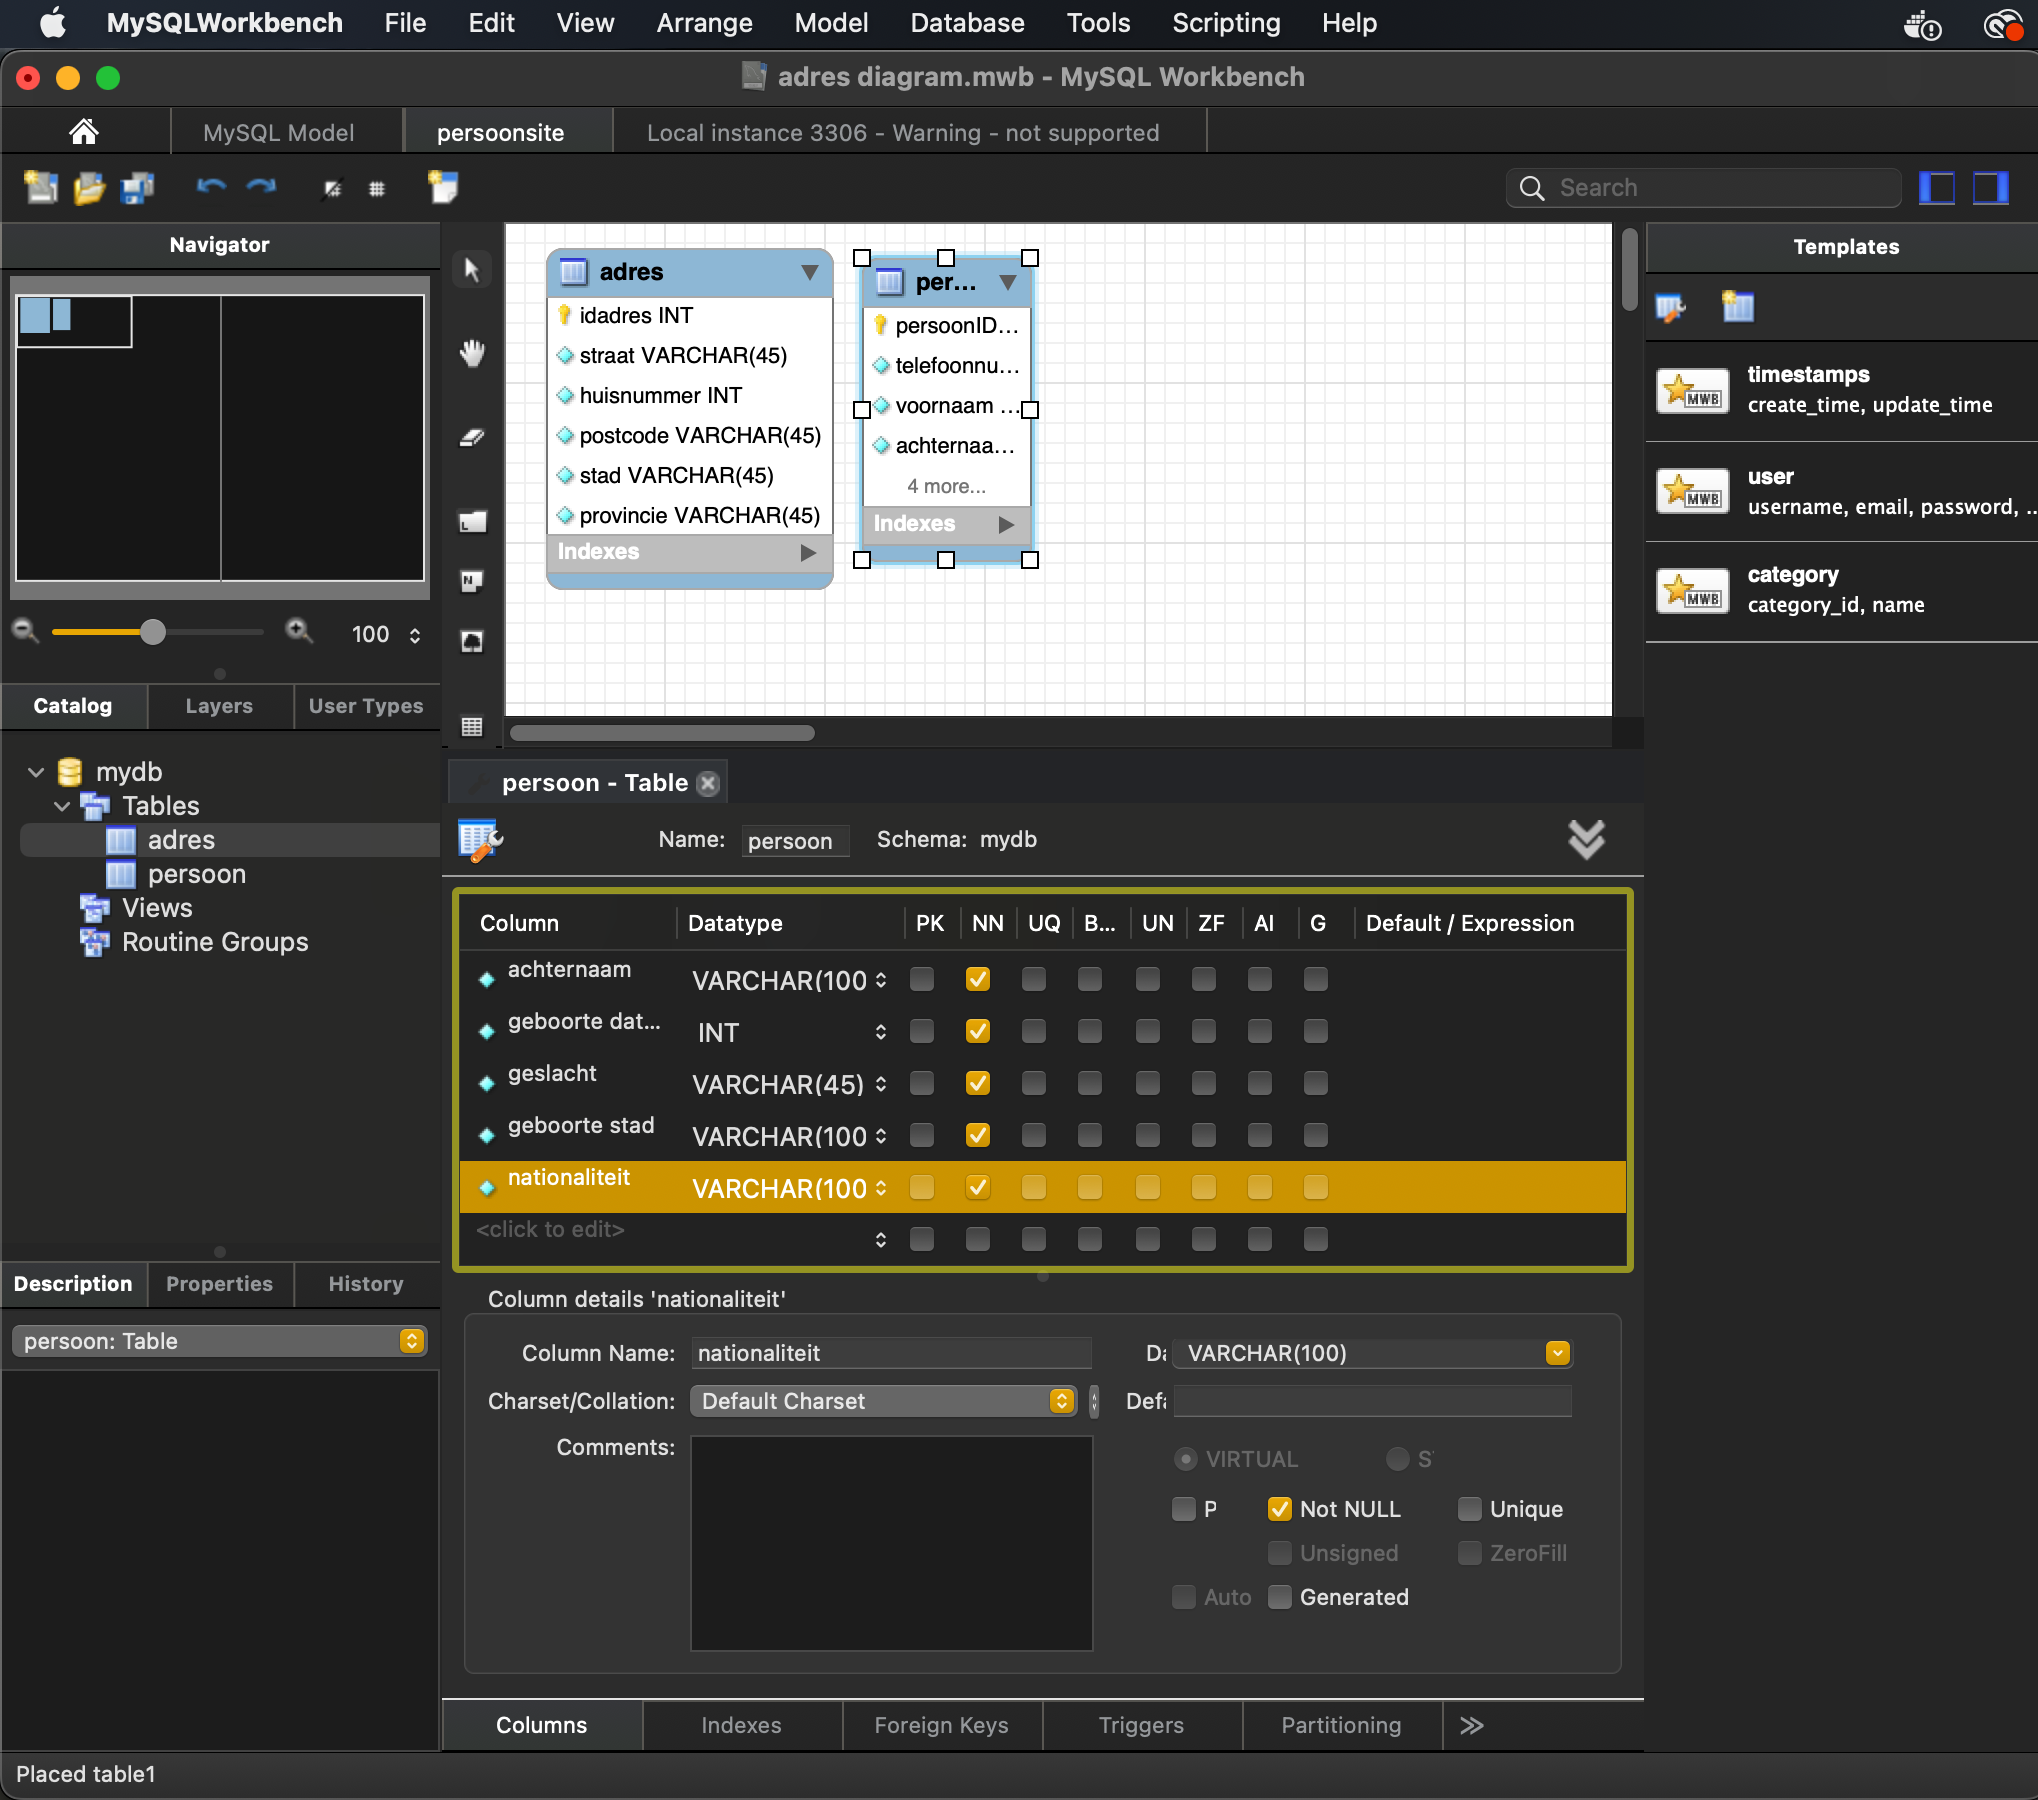 MySQLWorkbench File Edit View Arrange Model Database Tools Scripting Help
adres diagram.mwb - MySQL Workbench
MySQL Model persoonsite Local instance 3306 - Warning - not supported
Search
Navigator
100
Catalog Layers User Types
mydb
Tables
adres
persoon
Views
Routine Groups
Description Properties History
persoon: Table
adres
idadres INT
straat VARCHAR(45)
huisnummer INT
postcode VARCHAR(45)
stad VARCHAR(45)
provincie VARCHAR(45)
Indexes
per...
persoonID...
telefoonnu...
voornaam ...
achternaa...
4 more...
Indexes
Templates
timestamps
create_time, update_time
user
username, email, password, ..
category
category_id, name
MWB
MWB
MWB
persoon - Table
Name: persoon Schema: mydb
Column Datatype PK NN UQ B... UN ZF AI G Default / Expression
achternaam VARCHAR(100
geboorte dat... INT
geslacht VARCHAR(45)
geboorte stad VARCHAR(100
nationaliteit VARCHAR(100
<click to edit>
Column details 'nationaliteit'
Column Name: nationaliteit Da VARCHAR(100)
Charset/Collation: Default Charset Defa
Comments:
VIRTUAL S
P Not NULL Unique
Unsigned ZeroFill
Auto Generated
Columns Indexes Foreign Keys Triggers Partitioning
Placed table1